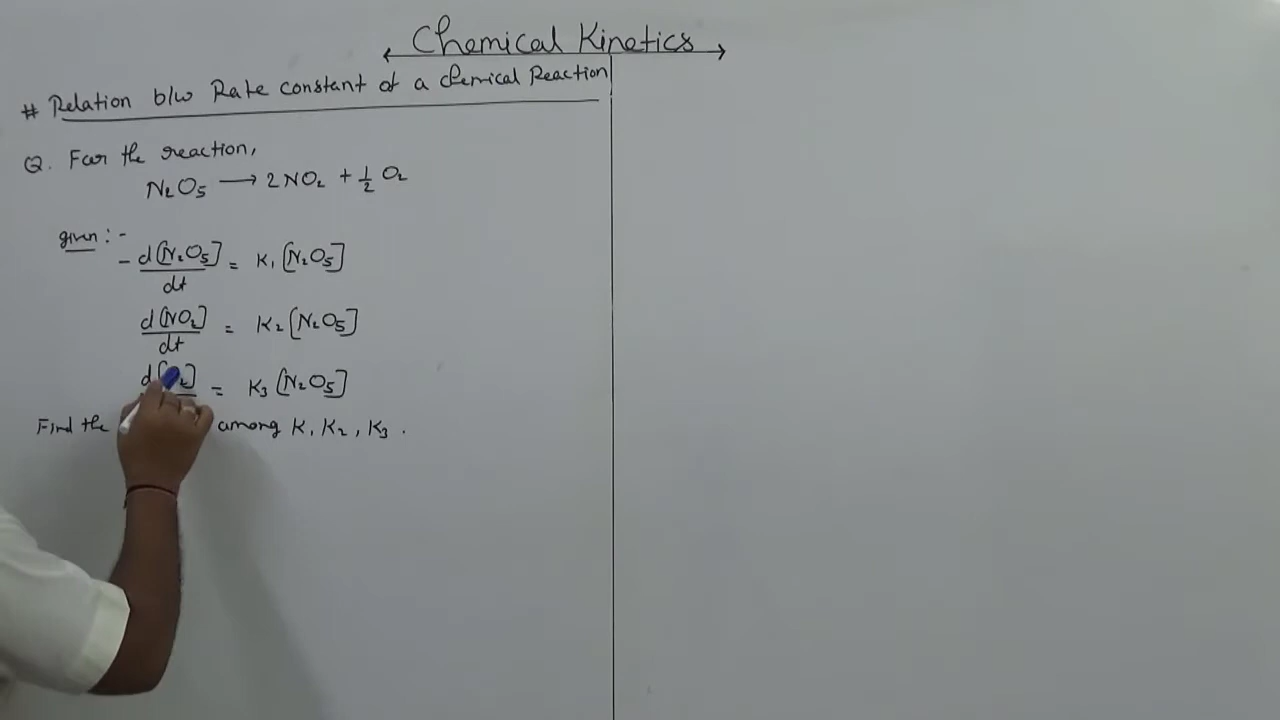 Chemical Kinetics
# Relation b/w Rate constant of a chemical Reaction
Q. For the reaction,
N₂O₅ ⟶ 2NO₂ + 1/2 O₂
given :-
- d[N₂O₅]/dt = K₁[N₂O₅]
d[NO₂]/dt = K₂[N₂O₅]
= K₃[N₂O₅]
Find the among K₁ K₂, K₃ .